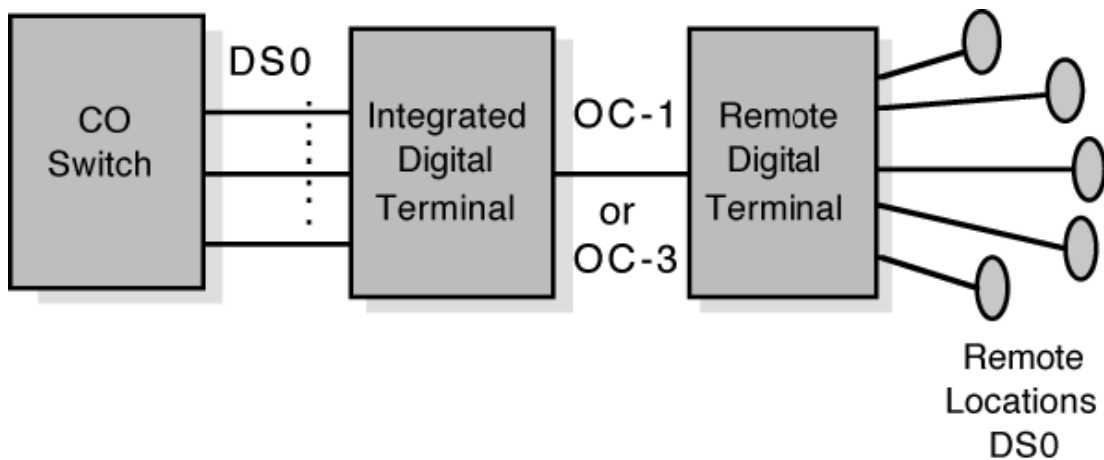 CO
Switch
DS0
Integrated
Digital
Terminal
OC-1
or
OC-3
Remote
Digital
Terminal
Remote
Locations
DS0